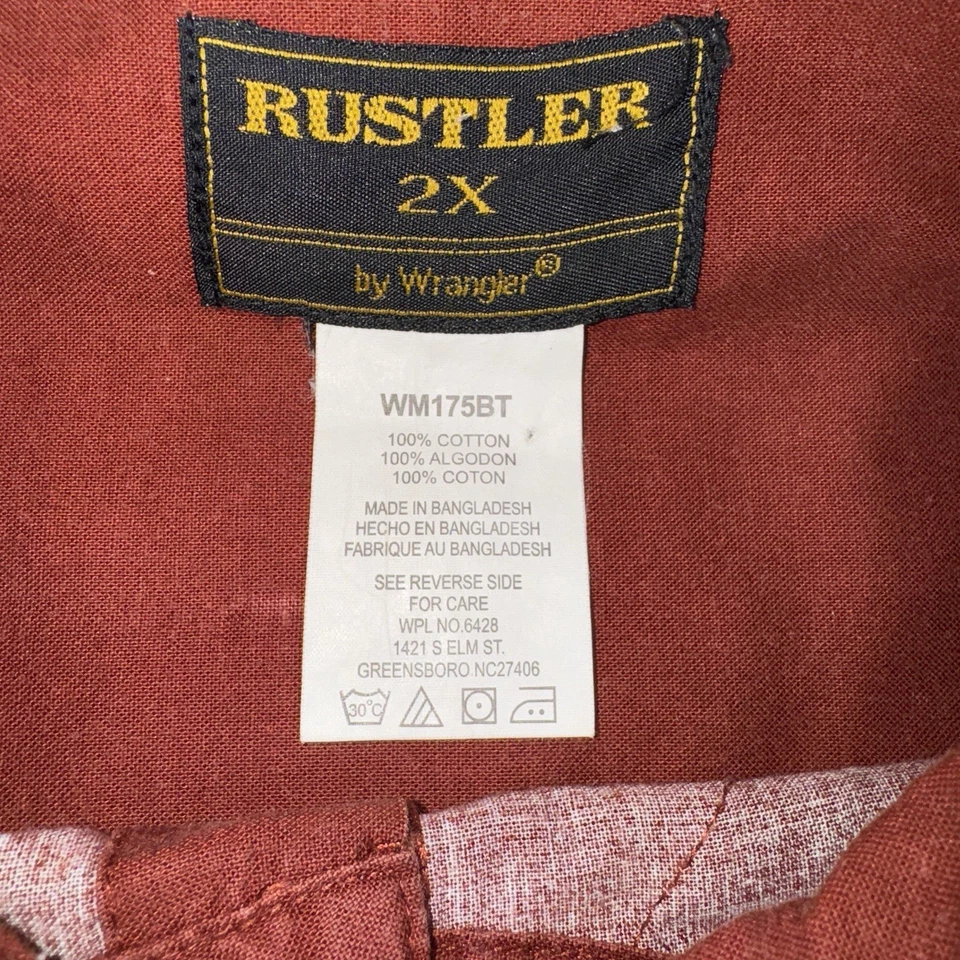 RUSTLER
2X
by Wrangler®
WM175BT
100% COTTON
100% ALGODON
100% COTON
MADE IN BANGLADESH
HECHO EN BANGLADESH
FABRIQUE AU BANGLADESH
SEE REVERSE SIDE
FOR CARE
WPL NO.6428
1421 S ELM ST.
GREENSBORO.NC27406
30°C